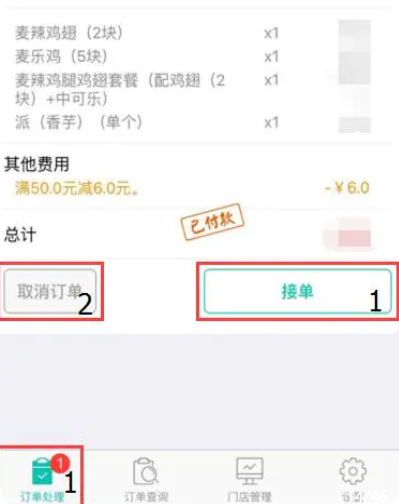 麦辣鸡翅（2块） x1
麦乐鸡（5块） x1
麦辣鸡腿鸡翅套餐（配鸡翅（2 x1
块）+中可乐）
派（香芋）（单个） x1
其他费用
满50.0元减6.0元。 -￥6.0
已付款
总计
取消订单 2
接单 1
1
1
订单处理 订单查询 门店管理